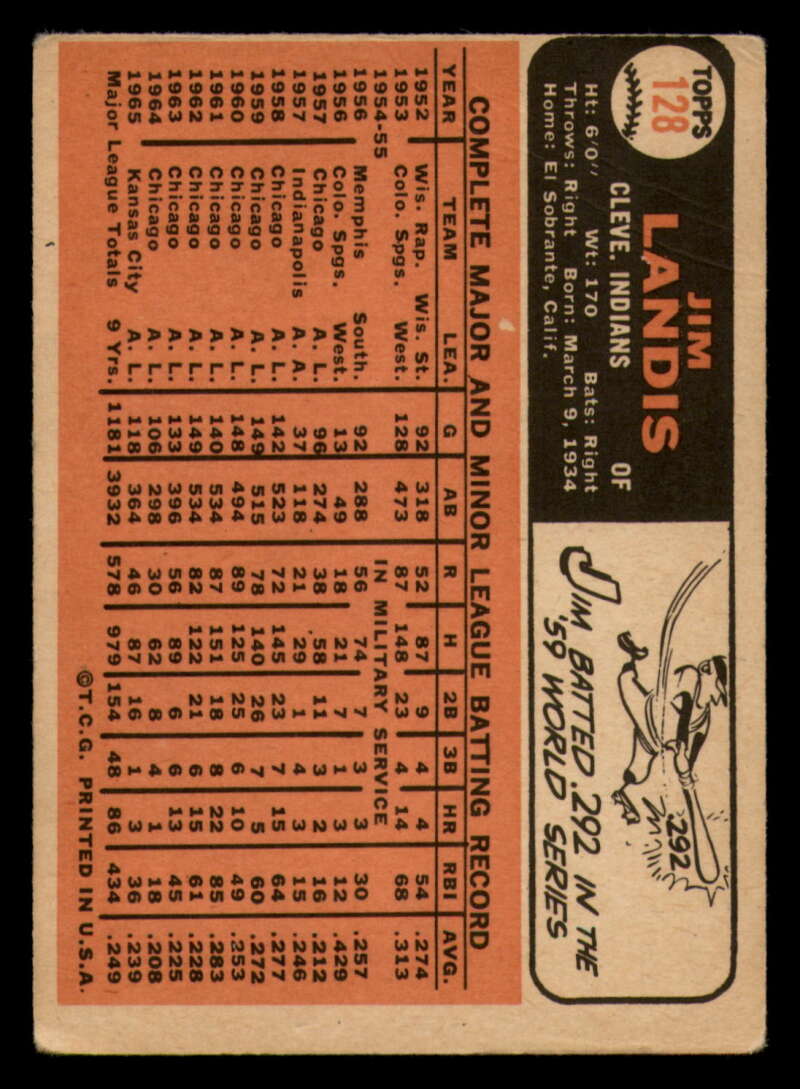 TOPPS
128
JIM
LANDIS
CLEVE. INDIANS OF
Ht: 6'0" Wt: 170 Bats: Right
Throws: Right Born: March 9, 1934
Home: El Sobrante, Calif.
.292
JIM BATTED .292 IN THE
'59 WORLD SERIES
COMPLETE MAJOR AND MINOR LEAGUE BATTING RECORD
YEAR TEAM LEA. G AB R H 2B 3B HR RBI AVG.
1952 Wis. Rap. Wis. St. 92 318 52 87 9 4 4 54 .274
1953 Colo. Spgs. West. 128 473 87 148 23 4 14 68 .313
1954-55 IN MILITARY SERVICE
1956 Memphis South. 92 288 56 74 7 3 3 30 .257
1956 Colo. Spgs. West. 13 49 18 21 7 1 3 12 .429
1957 Chicago A. L. 96 274 38 58 11 3 2 16 .212
1957 Indianapolis A. A. 37 118 21 29 1 4 3 15 .246
1958 Chicago A. L. 142 523 72 145 23 7 15 64 .277
1959 Chicago A. L. 149 515 78 140 26 7 5 60 .272
1960 Chicago A. L. 148 494 89 125 25 6 10 49 .253
1961 Chicago A. L. 140 534 87 151 18 8 22 85 .283
1962 Chicago A. L. 149 534 82 122 21 6 15 61 .228
1963 Chicago A. L. 133 396 56 89 6 6 13 45 .225
1964 Chicago A. L. 106 298 30 62 8 4 1 18 .208
1965 Kansas City A. L. 118 364 46 87 16 1 3 36 .239
Major League Totals 9 Yrs. 1181 3932 578 979 154 48 86 434 .249
©T.C.G. PRINTED IN U.S.A.